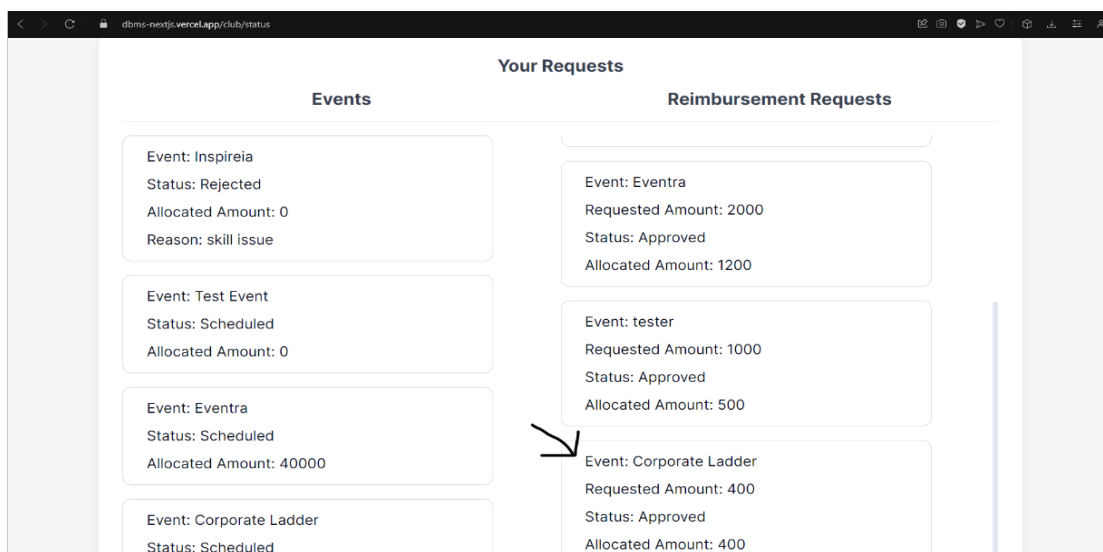 dbms-nextjs.vercel.app/club/status
Your Requests
Events
Event: Inspireia
Status: Rejected
Allocated Amount: 0
Reason: skill issue
Event: Test Event
Status: Scheduled
Allocated Amount: 0
Event: Eventra
Status: Scheduled
Allocated Amount: 40000
Event: Corporate Ladder
Status: Scheduled
Reimbursement Requests
Event: Eventra
Requested Amount: 2000
Status: Approved
Allocated Amount: 1200
Event: tester
Requested Amount: 1000
Status: Approved
Allocated Amount: 500
Event: Corporate Ladder
Requested Amount: 400
Status: Approved
Allocated Amount: 400